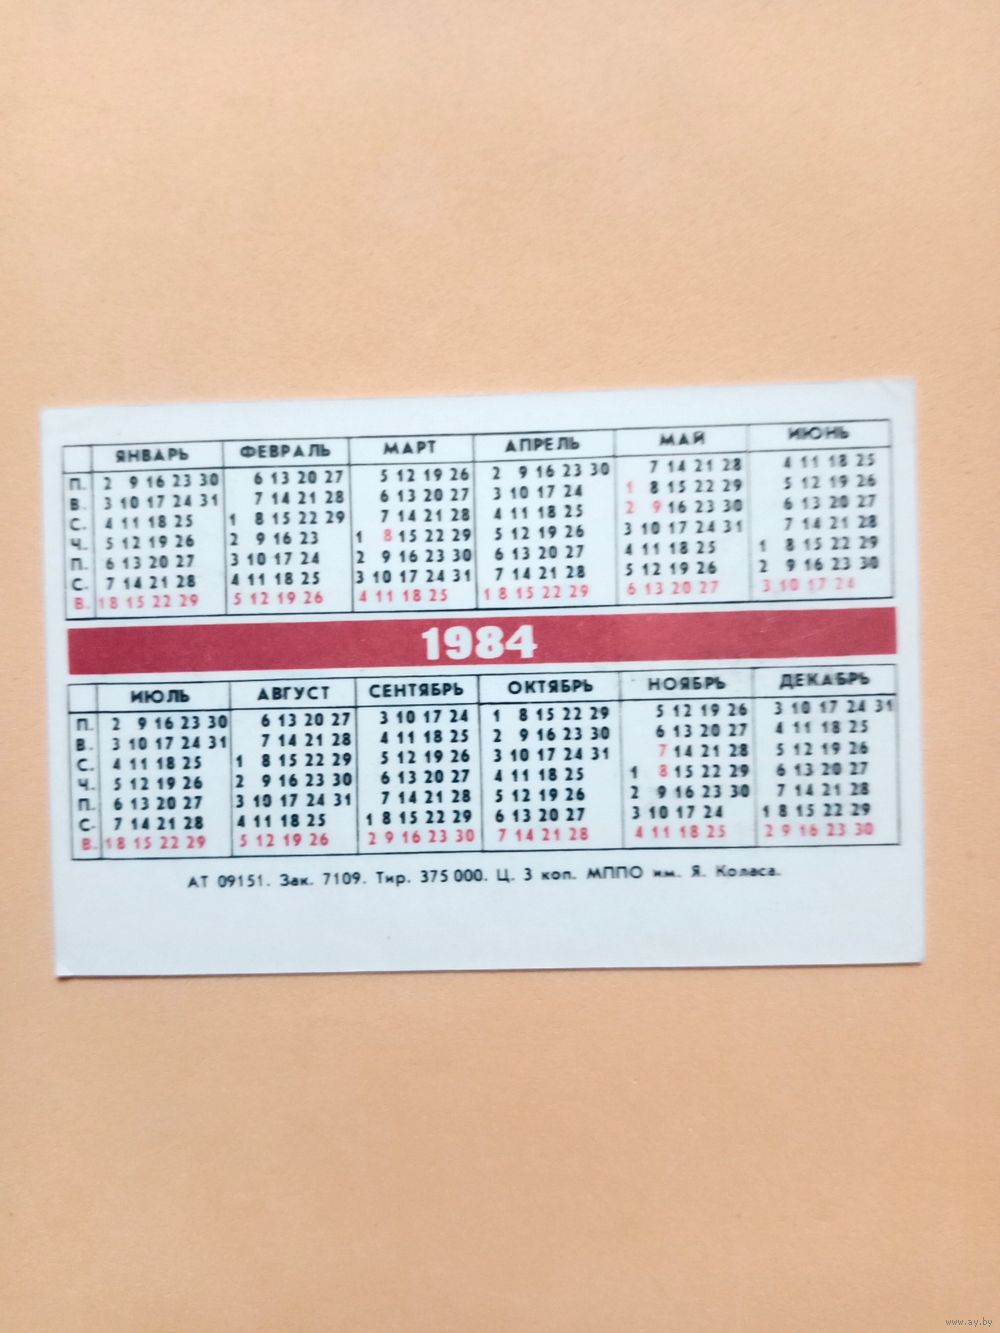 ЯНВАРЬ ФЕВРАЛЬ МАРТ АПРЕЛЬ МАЙ ИЮНЬ
П. 2 9 16 23 30 6 13 20 27 5 12 19 26 2 9 16 23 30 7 14 21 28 4 11 18 25
В. 3 10 17 24 31 7 14 21 28 6 13 20 27 3 10 17 24 1 8 15 22 29 5 12 19 26
С. 4 11 18 25 1 8 15 22 29 7 14 21 28 4 11 18 25 2 9 16 23 30 6 13 20 27
Ч. 5 12 19 26 2 9 16 23 1 8 15 22 29 5 12 19 26 3 10 17 24 31 7 14 21 28
П. 6 13 20 27 3 10 17 24 2 9 16 23 30 6 13 20 27 4 11 18 25 1 8 15 22 29
С. 7 14 21 28 4 11 18 25 3 10 17 24 31 7 14 21 28 5 12 19 26 2 9 16 23 30
В. 1 8 15 22 29 5 12 19 26 4 11 18 25 1 8 15 22 29 6 13 20 27 3 10 17 24
1984
ИЮЛЬ АВГУСТ СЕНТЯБРЬ ОКТЯБРЬ НОЯБРЬ ДЕКАБРЬ
П. 2 9 16 23 30 6 13 20 27 3 10 17 24 1 8 15 22 29 5 12 19 26 3 10 17 24 31
В. 3 10 17 24 31 7 14 21 28 4 11 18 25 2 9 16 23 30 6 13 20 27 4 11 18 25
С. 4 11 18 25 1 8 15 22 29 5 12 19 26 3 10 17 24 31 7 14 21 28 5 12 19 26
Ч. 5 12 19 26 2 9 16 23 30 6 13 20 27 4 11 18 25 1 8 15 22 29 6 13 20 27
П. 6 13 20 27 3 10 17 24 31 7 14 21 28 5 12 19 26 2 9 16 23 30 7 14 21 28
С. 7 14 21 28 4 11 18 25 1 8 15 22 29 6 13 20 27 3 10 17 24 1 8 15 22 29
В. 1 8 15 22 29 5 12 19 26 2 9 16 23 30 7 14 21 28 4 11 18 25 2 9 16 23 30
АТ 09151. Зак. 7109. Тир. 375 000. Ц. 3 коп. МППО им. Я. Коласа.
www.ay.by